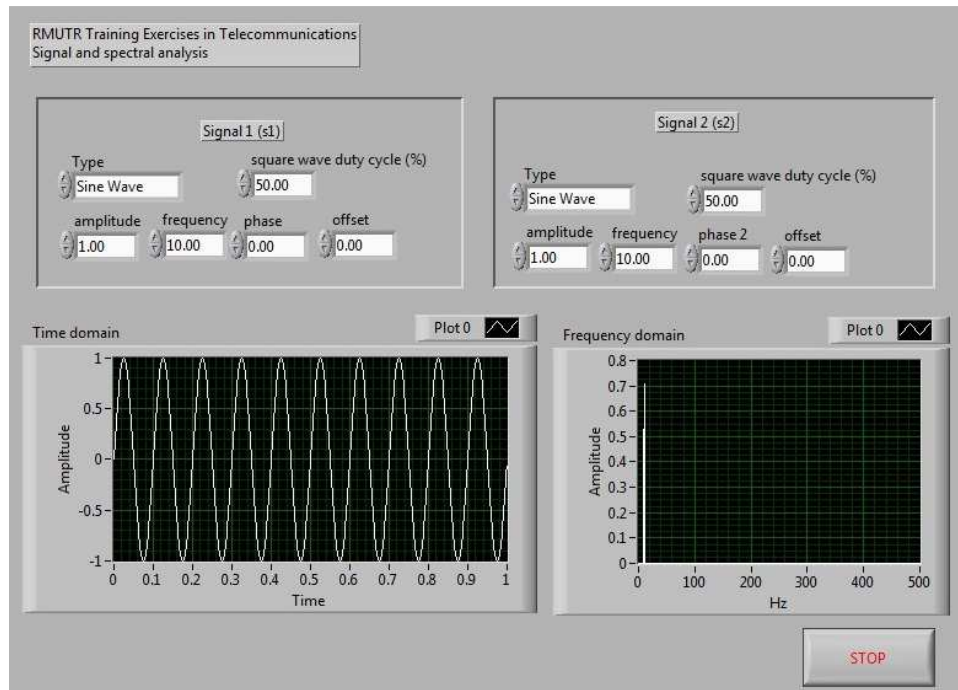 RMUTR Training Exercises in Telecommunications
Signal and spectral analysis
Signal 1 (s1)
Type
square wave duty cycle (%)
Sine Wave
50.00
amplitude
frequency
phase
offset
1.00
10.00
0.00
0.00
Signal 2 (s2)
Type
square wave duty cycle (%)
Sine Wave
50.00
amplitude
frequency
phase 2
offset
1.00
10.00
0.00
0.00
Time domain
Plot 0
Amplitude
1
0.5
0
-0.5
-1
0 0.1 0.2 0.3 0.4 0.5 0.6 0.7 0.8 0.9 1
Time
Frequency domain
Plot 0
Amplitude
0.8
0.7
0.6
0.5
0.4
0.3
0.2
0.1
0
0 100 200 300 400 500
Hz
STOP